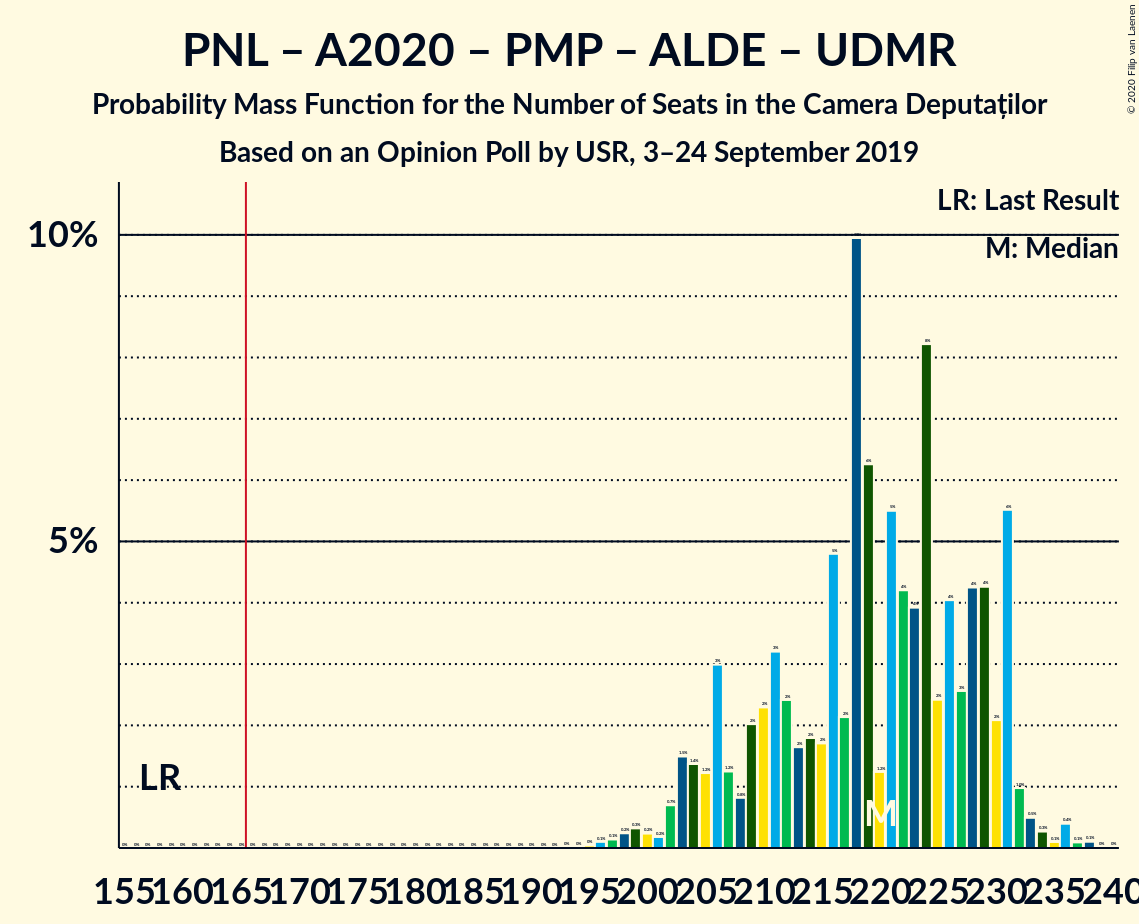 PNL – A2020 – PMP – ALDE – UDMR
Probability Mass Function for the Number of Seats in the Camera Deputaților
Based on an Opinion Poll by USR, 3–24 September 2019
© 2020 Filip van Laenen
LR: Last Result
M: Median
10%
5%
LR
M
155 160 165 170 175 180 185 190 195 200 205 210 215 220 225 230 235 240